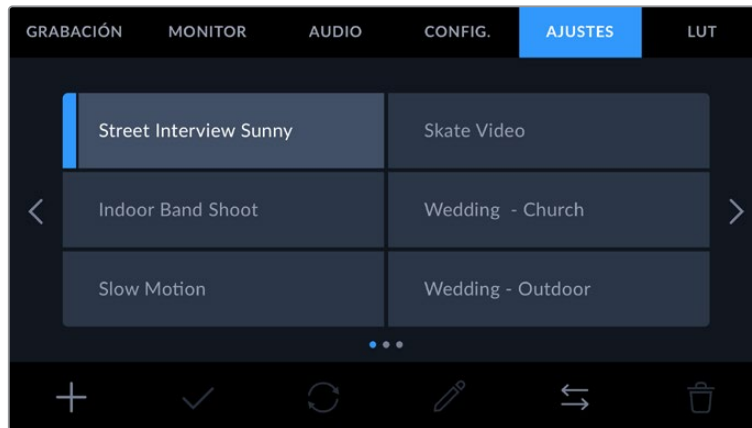 GRABACIÓN MONITOR AUDIO CONFIG. AJUSTES LUT
Street Interview Sunny Skate Video
Indoor Band Shoot Wedding - Church
Slow Motion Wedding - Outdoor